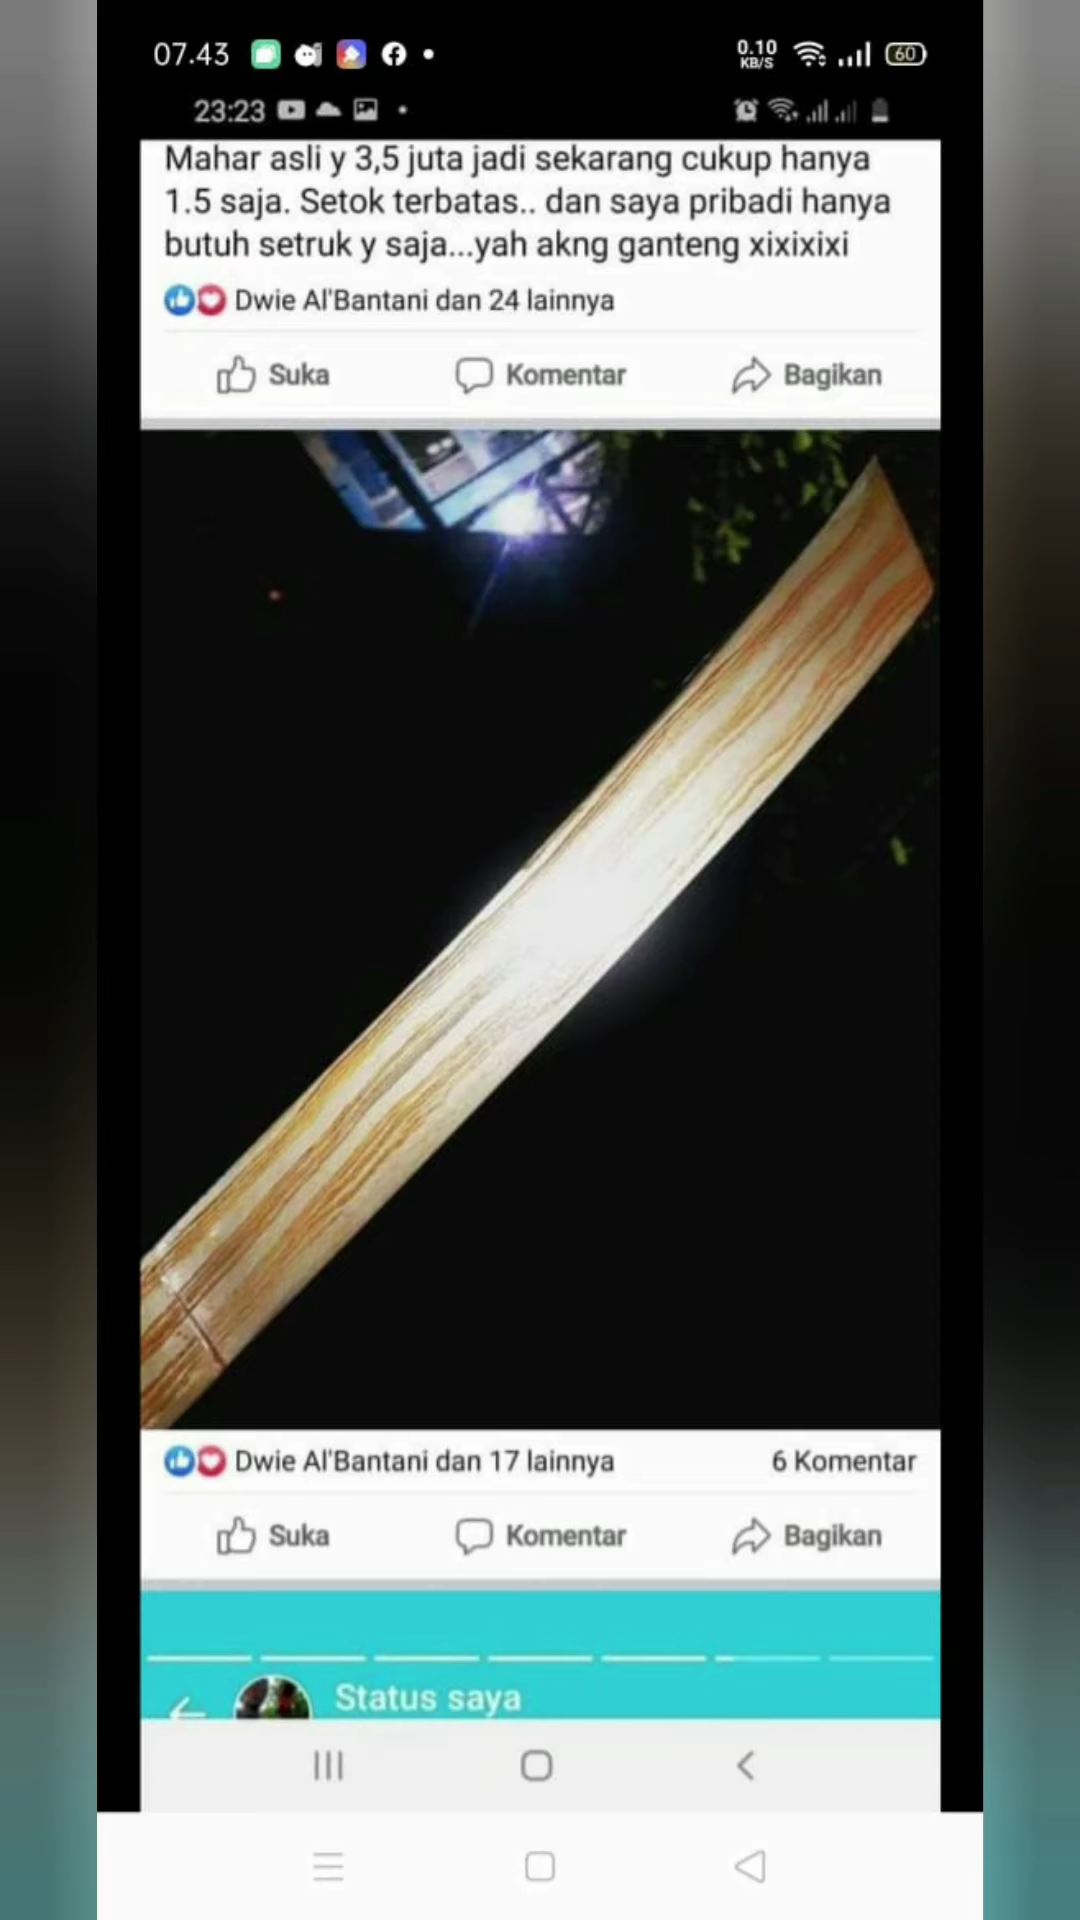 07.43
0.10
KB/S
60
23:23
Mahar asli y 3,5 juta jadi sekarang cukup hanya
1.5 saja. Setok terbatas.. dan saya pribadi hanya
butuh setruk y saja...yah akng ganteng xixixixi
Dwie Al'Bantani dan 24 lainnya
Suka
Komentar
Bagikan
Dwie Al'Bantani dan 17 lainnya
6 Komentar
Suka
Komentar
Bagikan
Status saya